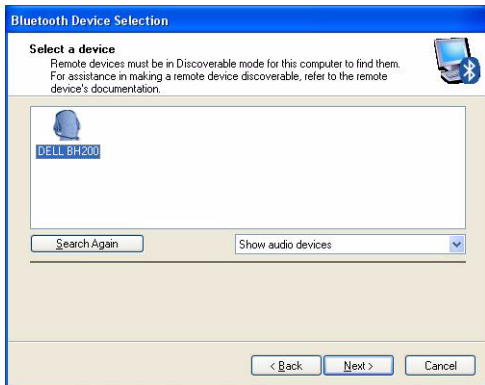 Bluetooth Device Selection
Select a device
Remote devices must be in Discoverable mode for this computer to find them.
For assistance in making a remote device discoverable, refer to the remote
device's documentation.
DELL BH200
Search Again
Show audio devices
< Back
Next >
Cancel